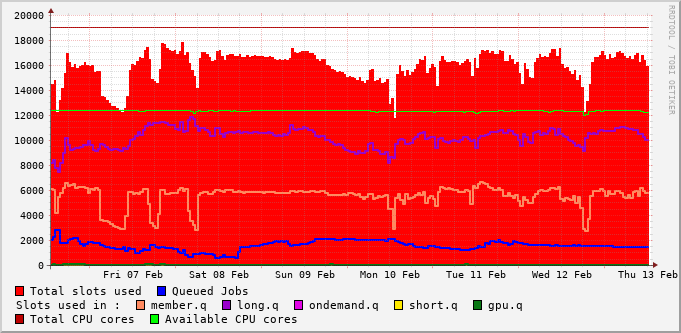 20000
18000
16000
14000
12000
10000
8000
6000
4000
2000
0
Fri 07 Feb Sat 08 Feb Sun 09 Feb Mon 10 Feb Tue 11 Feb Wed 12 Feb Thu 13 Feb
RRDTOOL / TOBI OETIKER
Total slots used Queued Jobs
Slots used in : member.q long.q ondemand.q short.q gpu.q
Total CPU cores Available CPU cores